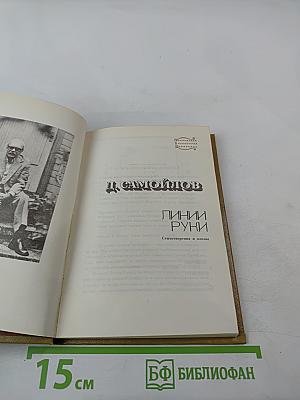 Д. САМОЙЛОВ
ЛИНИИ
РУКИ
Стихотворения и поэмы
15 см
БФ БИБЛИОФАН